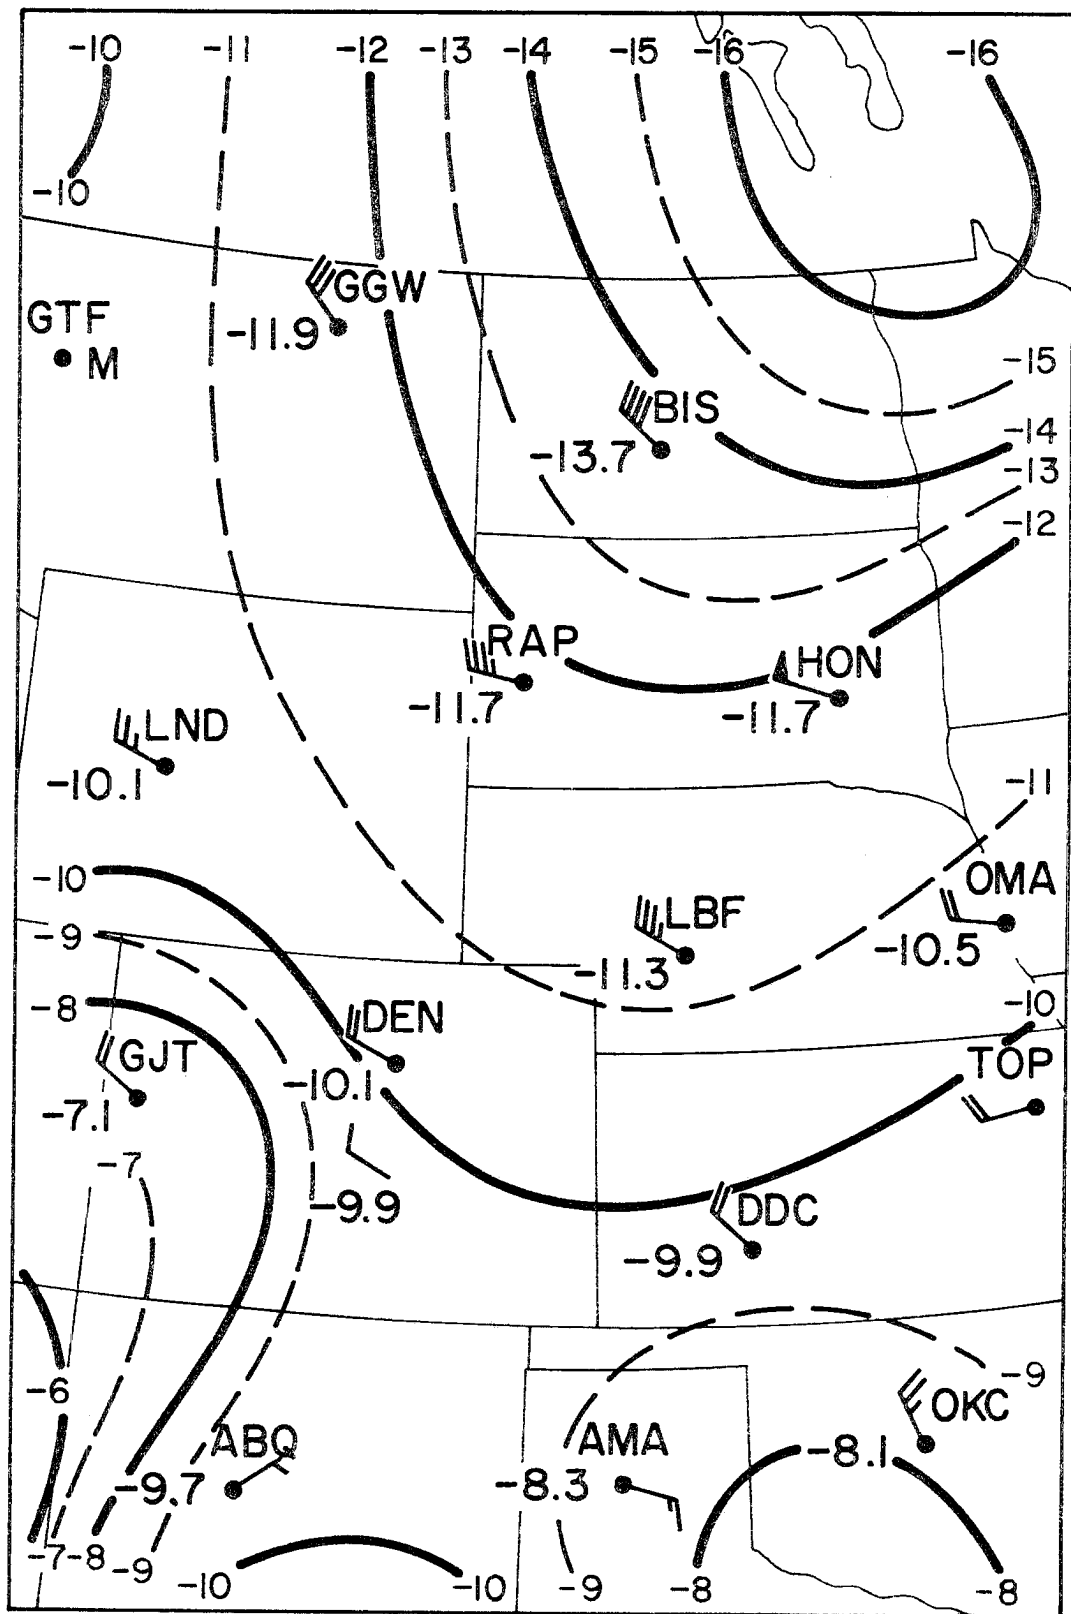 -10 -11 -12 -13 -14 -15 -16 -16
-10
GGW
GTF
-11.9
M
-15
BIS
-14
-13.7
-13
-12
RAP
HON
-11.7
-11.7
LND
-10.1
-11
-10
OMA
LBF
-9
-10.5
-11.3
-8
-10
DEN
GJT
TOP
-10.1
-7.1
-7
-9.9
DDC
-9.9
-9
-6
OKC
ABQ
AMA
-8.1
-9.7
-8.3
-7 -8 -9 -10 -10 -9 -8 -8